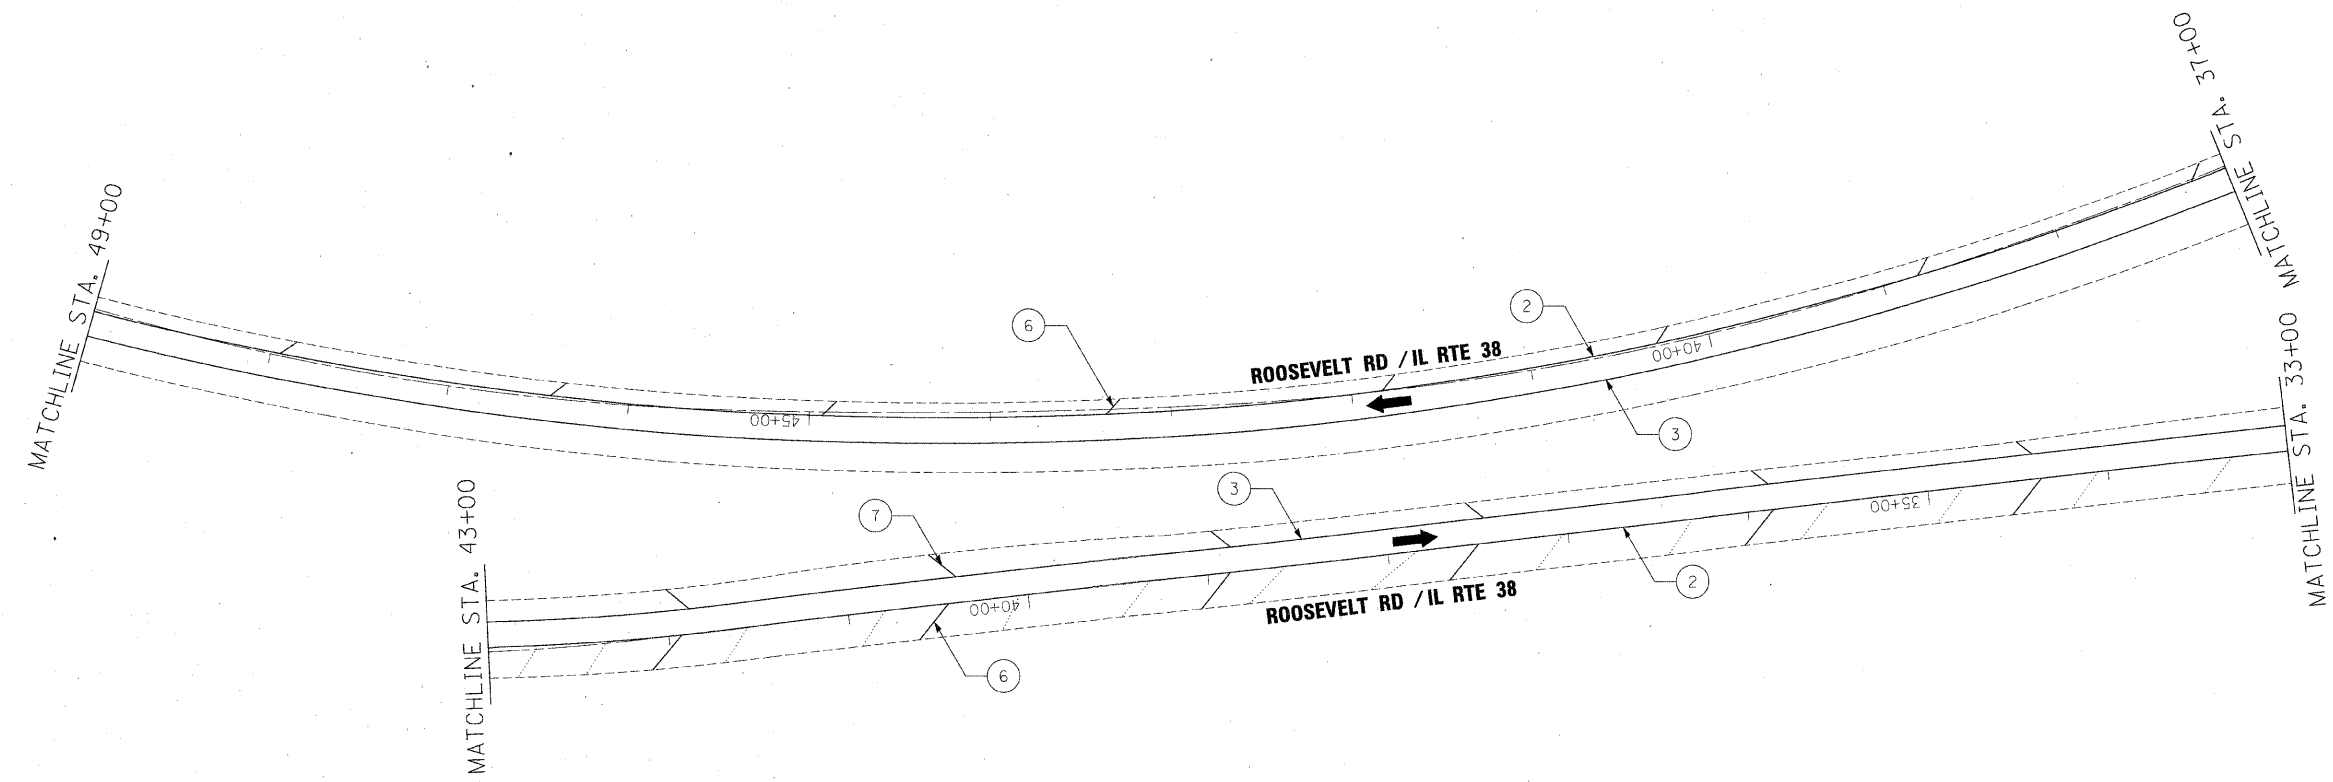 MATCHLINE STA. 37+00
MATCHLINE STA. 49+00
6
2
ROOSEVELT RD / IL RTE 38
40+00
45+00
3
MATCHLINE STA. 33+00
MATCHLINE STA. 43+00
7
3
35+00
40+00
2
ROOSEVELT RD / IL RTE 38
6